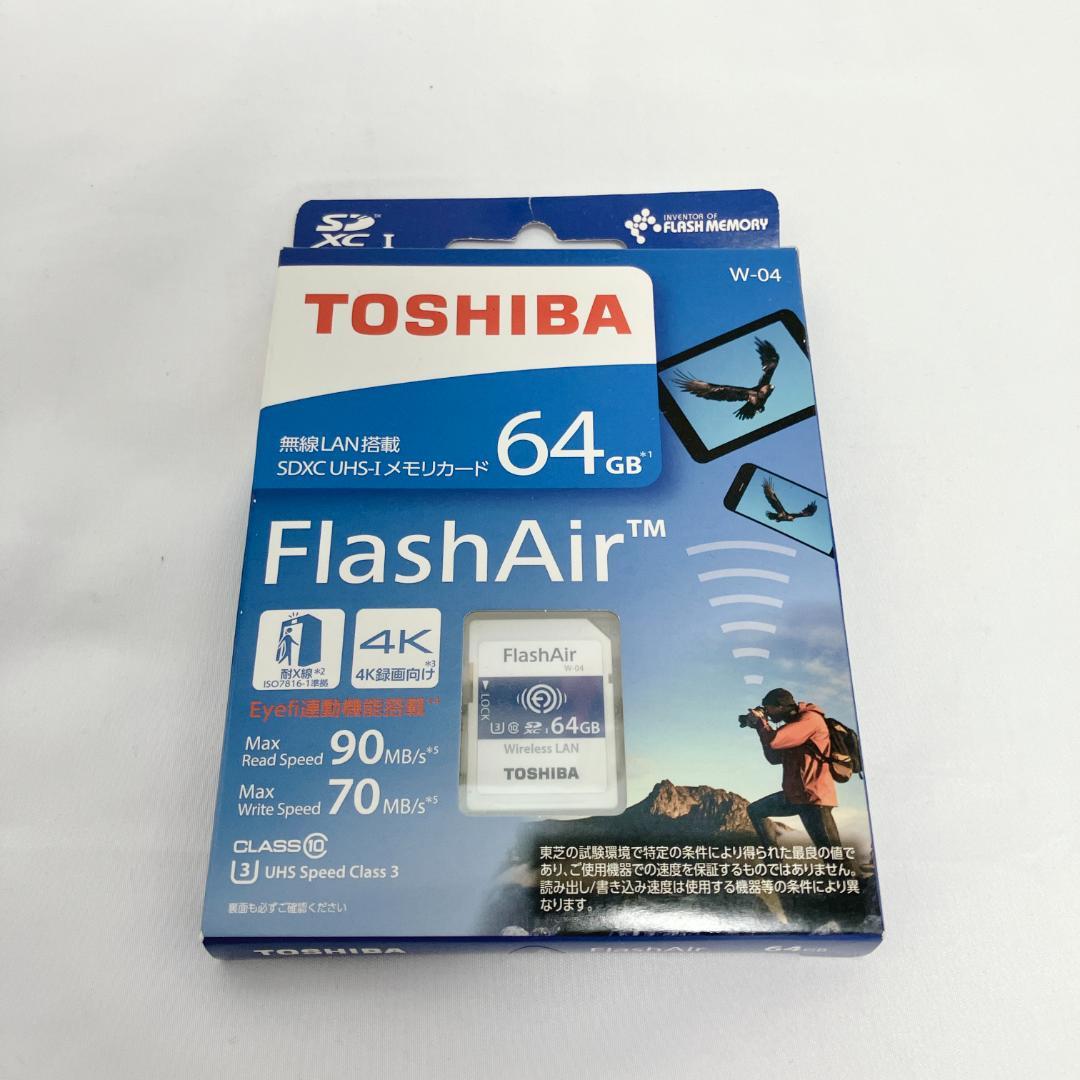 SD™
XC I
INVENTOR OF
FLASH MEMORY
W-04
TOSHIBA
無線LAN搭載
SDXC UHS-I メモリカード
64GB*1
FlashAir™
耐X線*2
ISO7816-1準拠
4K
4K録画向け*3
Eyefi連動機能搭載*4
Max
Read Speed 90MB/s*5
Max
Write Speed 70MB/s*5
CLASS10
3 UHS Speed Class 3
裏面も必ずご確認ください
FlashAir
W-04
LOCK
3 10 SDXC I 64GB
Wireless LAN
TOSHIBA
東芝の試験環境で特定の条件により得られた最良の値で
あり、ご使用機器での速度を保証するものではありません。
読み出し/書き込み速度は使用する機器等の条件により異
なります。
TOSHIBA FlashAir 64GB